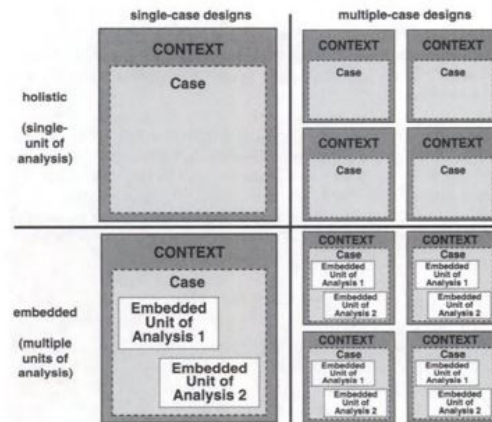 single-case designs
multiple-case designs
holistic
(single-
unit of
analysis)
CONTEXT
Case
CONTEXT
Case
CONTEXT
Case
CONTEXT
Case
CONTEXT
Case
embedded
(multiple
units of
analysis)
CONTEXT
Case
Embedded
Unit of
Analysis 1
Embedded
Unit of
Analysis 2
CONTEXT
Case
Embedded
Unit of
Analysis 1
Embedded
Unit of
Analysis 2
CONTEXT
Case
Embedded
Unit of
Analysis 1
Embedded
Unit of
Analysis 2
CONTEXT
Case
Embedded
Unit of
Analysis 1
Embedded
Unit of
Analysis 2
CONTEXT
Case
Embedded
Unit of
Analysis 1
Embedded
Unit of
Analysis 2